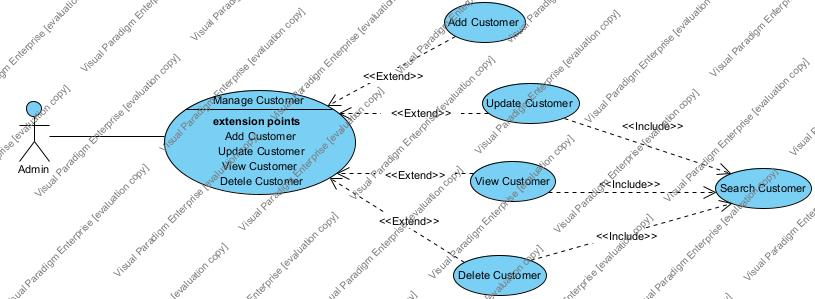 Add Customer
<<Extend>>
Manage Customer
extension points
Add Customer
Update Customer
View Customer
Delele Customer
Admin
<<Extend>>
Update Customer
<<Include>>
<<Extend>>
View Customer
<<Include>>
Search Customer
<<Extend>>
<<Include>>
Delete Customer
Visual Paradigm Enterprise [evaluation copy]